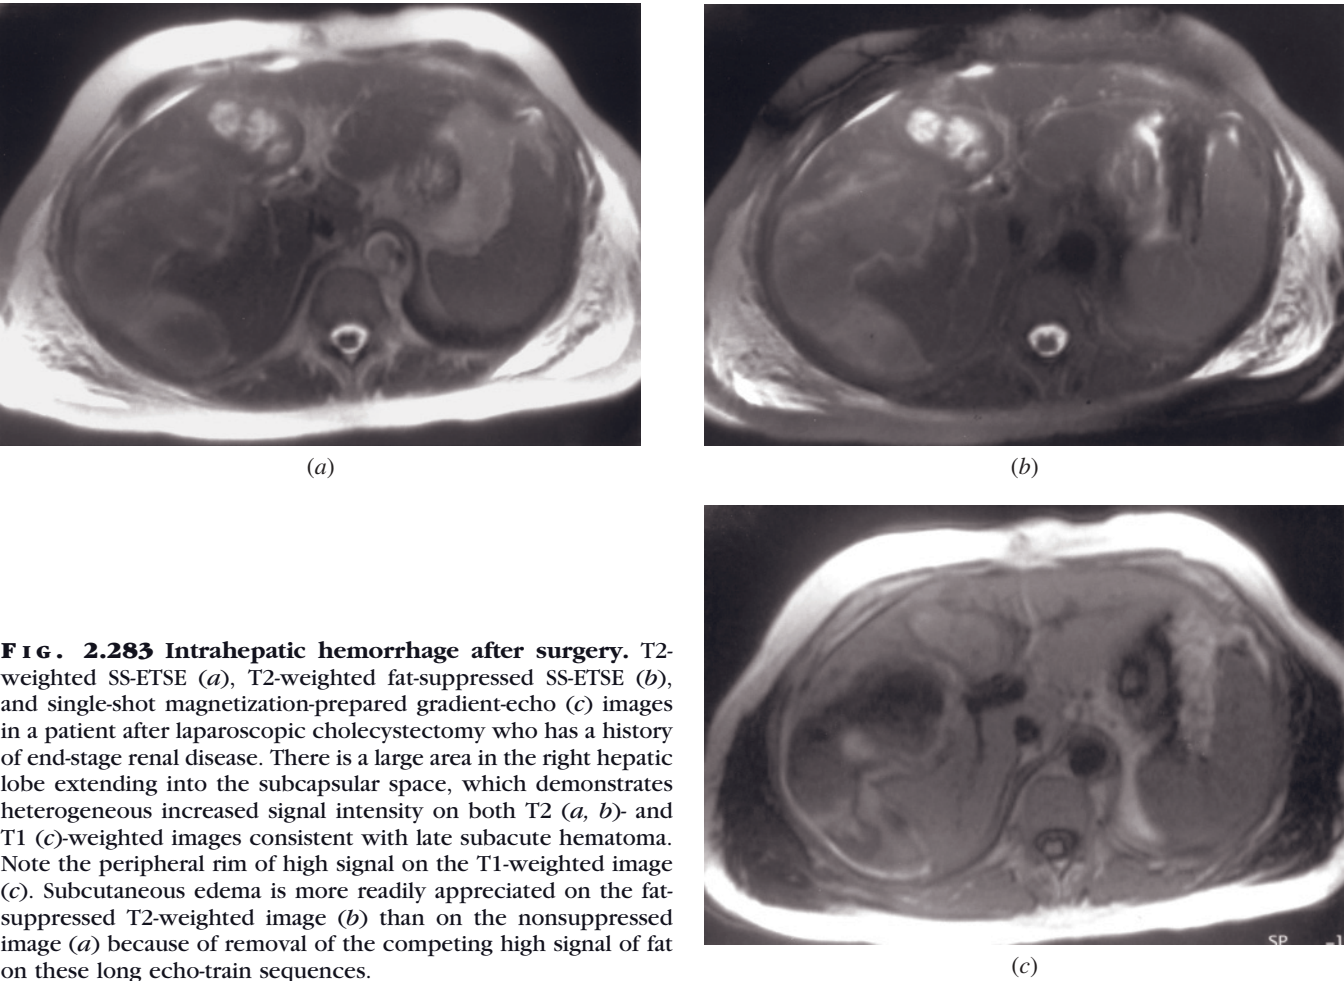 (a)
(b)
FIG. 2.283 Intrahepatic hemorrhage after surgery. T2-
weighted SS-ETSE (a), T2-weighted fat-suppressed SS-ETSE (b),
and single-shot magnetization-prepared gradient-echo (c) images
in a patient after laparoscopic cholecystectomy who has a history
of end-stage renal disease. There is a large area in the right hepatic
lobe extending into the subcapsular space, which demonstrates
heterogeneous increased signal intensity on both T2 (a, b)- and
T1 (c)-weighted images consistent with late subacute hematoma.
Note the peripheral rim of high signal on the T1-weighted image
(c). Subcutaneous edema is more readily appreciated on the fat-
suppressed T2-weighted image (b) than on the nonsuppressed
image (a) because of removal of the competing high signal of fat
on these long echo-train sequences.
SP -1
(c)